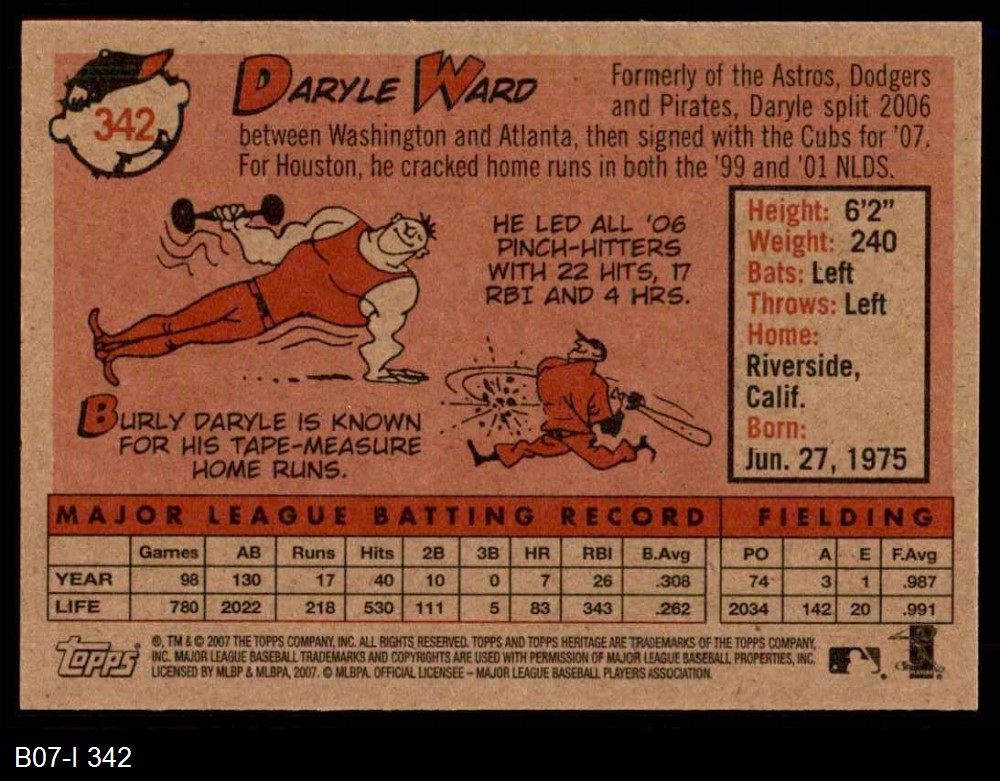 342
DARYLE WARD
Formerly of the Astros, Dodgers
and Pirates, Daryle split 2006
between Washington and Atlanta, then signed with the Cubs for '07.
For Houston, he cracked home runs in both the '99 and '01 NLDS.
HE LED ALL '06
PINCH-HITTERS
WITH 22 HITS, 17
RBI AND 4 HRS.
BURLY DARYLE IS KNOWN
FOR HIS TAPE-MEASURE
HOME RUNS.
Height: 6'2"
Weight: 240
Bats: Left
Throws: Left
Home:
Riverside,
Calif.
Born:
Jun. 27, 1975
MAJOR LEAGUE BATTING RECORD FIELDING
Games AB Runs Hits 2B 3B HR RBI B.Avg PO A E F.Avg
YEAR 98 130 17 40 10 0 7 26 .308 74 3 1 .987
LIFE 780 2022 218 530 111 5 83 343 .262 2034 142 20 .991
Topps
®, TM & © 2007 THE TOPPS COMPANY, INC. ALL RIGHTS RESERVED. TOPPS AND TOPPS HERITAGE ARE TRADEMARKS OF THE TOPPS COMPANY,
INC. MAJOR LEAGUE BASEBALL TRADEMARKS AND COPYRIGHTS ARE USED WITH PERMISSION OF MAJOR LEAGUE BASEBALL PROPERTIES, INC.
LICENSED BY MLBP & MLBPA, 2007. © MLBPA. OFFICIAL LICENSEE – MAJOR LEAGUE BASEBALL PLAYERS ASSOCIATION.
B07-I 342